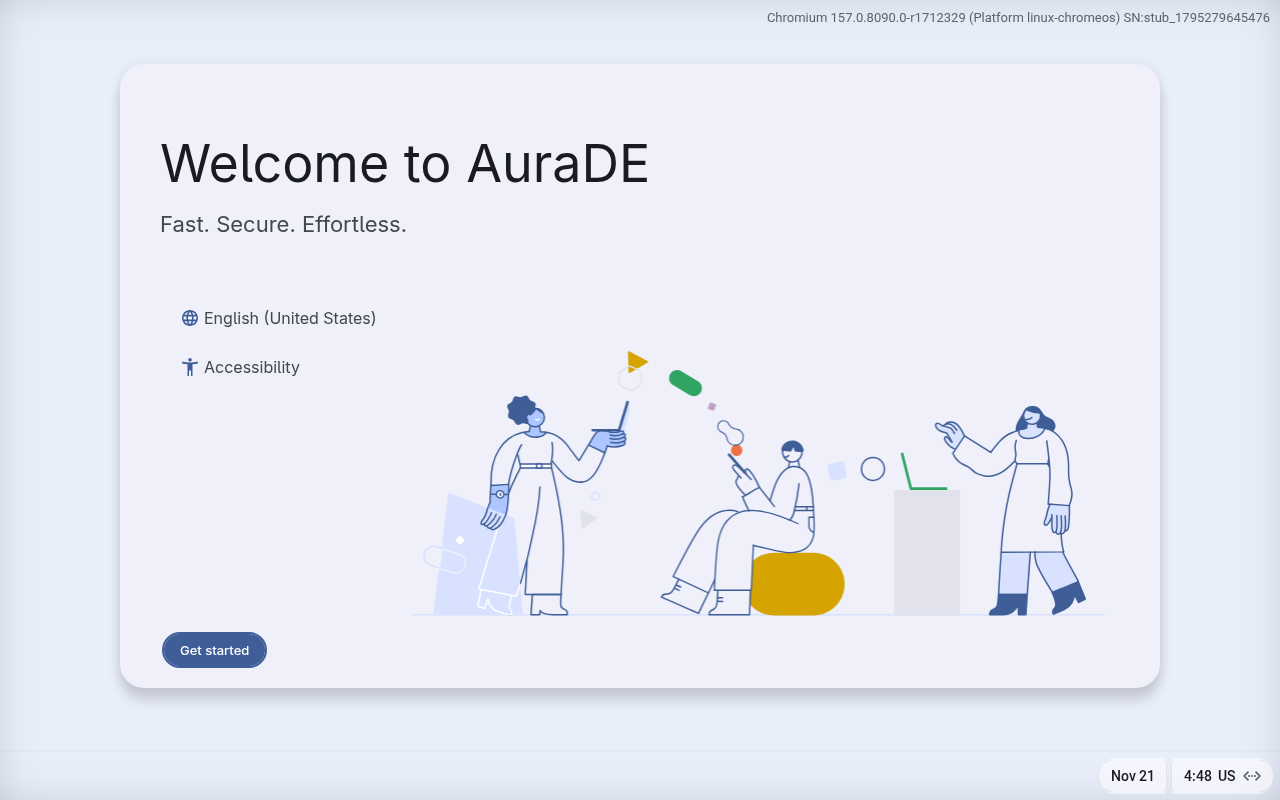 Chromium 157.0.8090.0-r1712329 (Platform linux-chromeos) SN:stub_1795279645476
Welcome to AuraDE
Fast. Secure. Effortless.
English (United States)
Accessibility
Get started
Nov 21
4:48 US